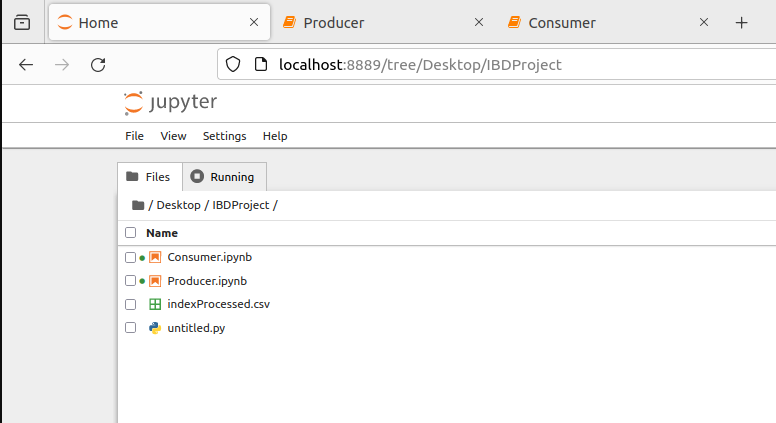 Home Producer Consumer
localhost:8889/tree/Desktop/IBDProject
jupyter
File View Settings Help
Files Running
/ Desktop / IBDProject /
Name
Consumer.ipynb
Producer.ipynb
indexProcessed.csv
untitled.py